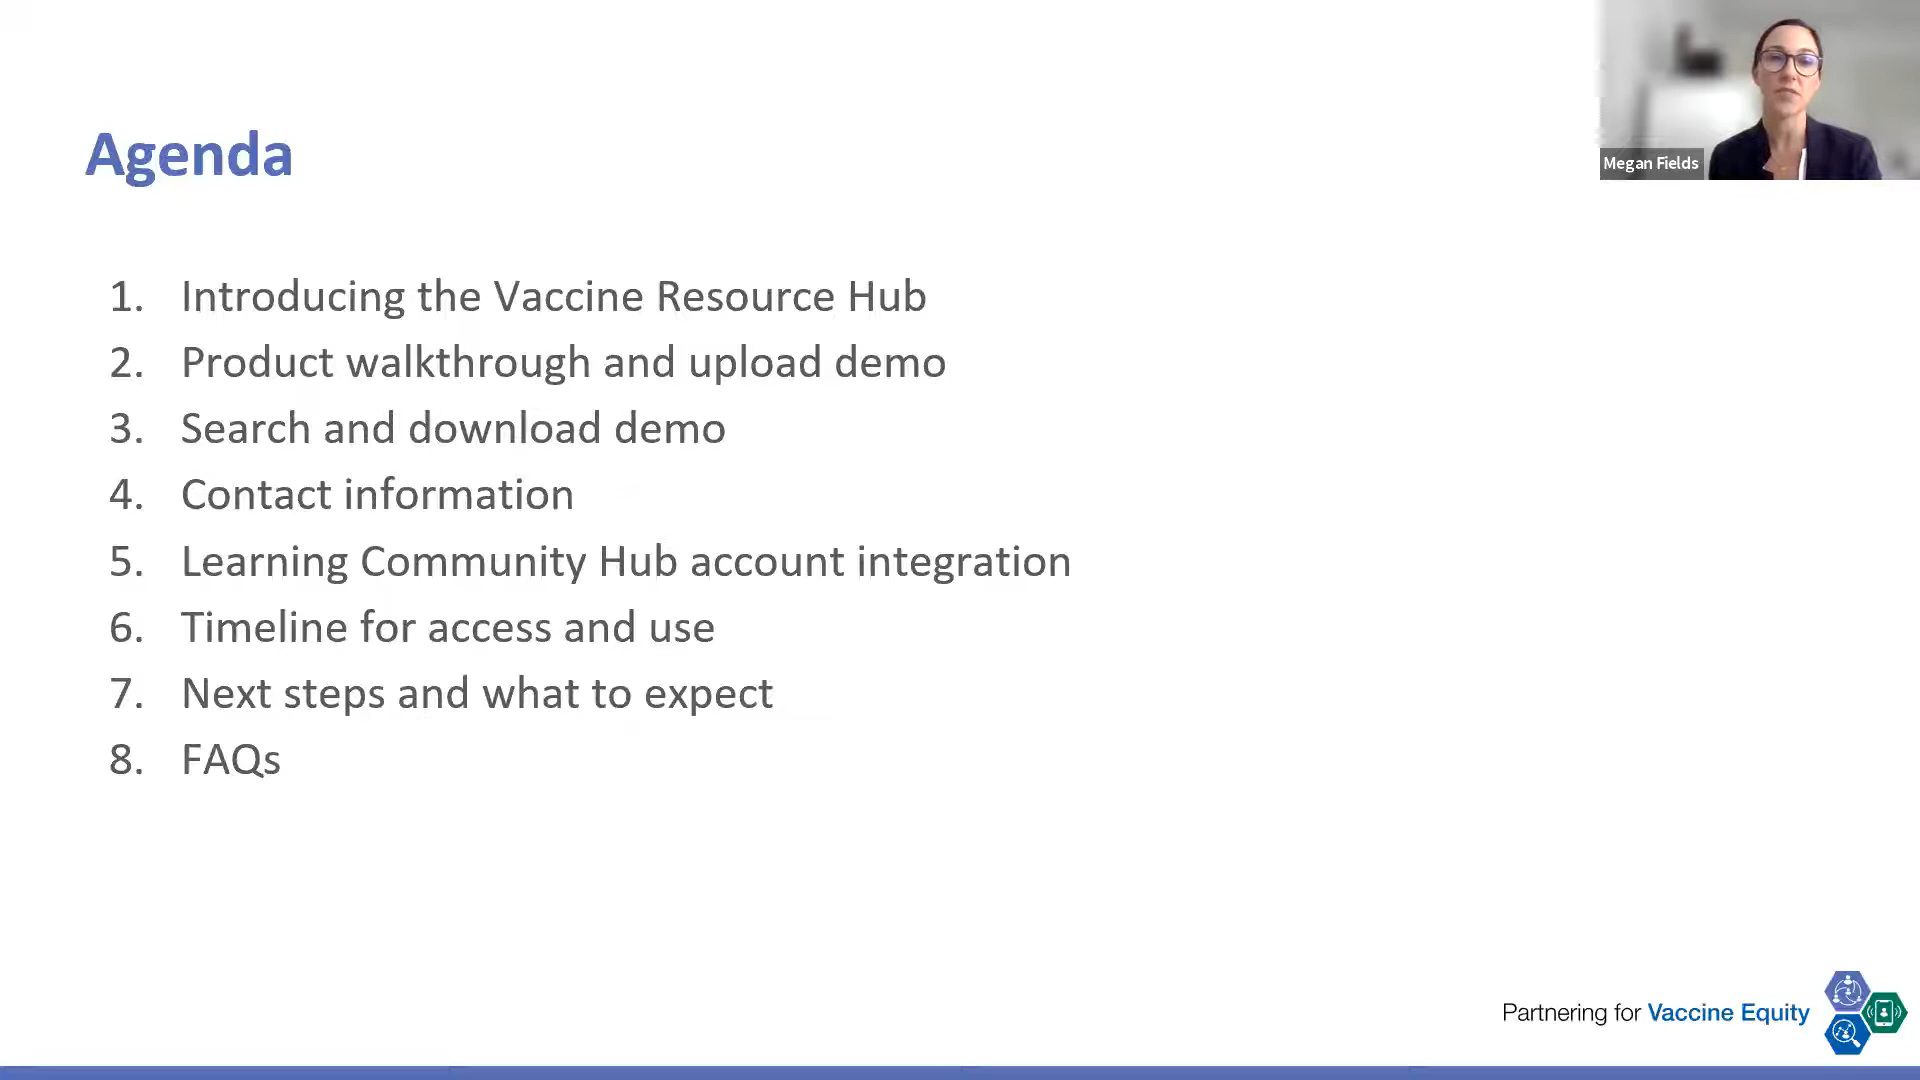 Megan Fields
Agenda
1. Introducing the Vaccine Resource Hub
2. Product walkthrough and upload demo
3. Search and download demo
4. Contact information
5. Learning Community Hub account integration
6. Timeline for access and use
7. Next steps and what to expect
8. FAQs
Partnering for Vaccine Equity